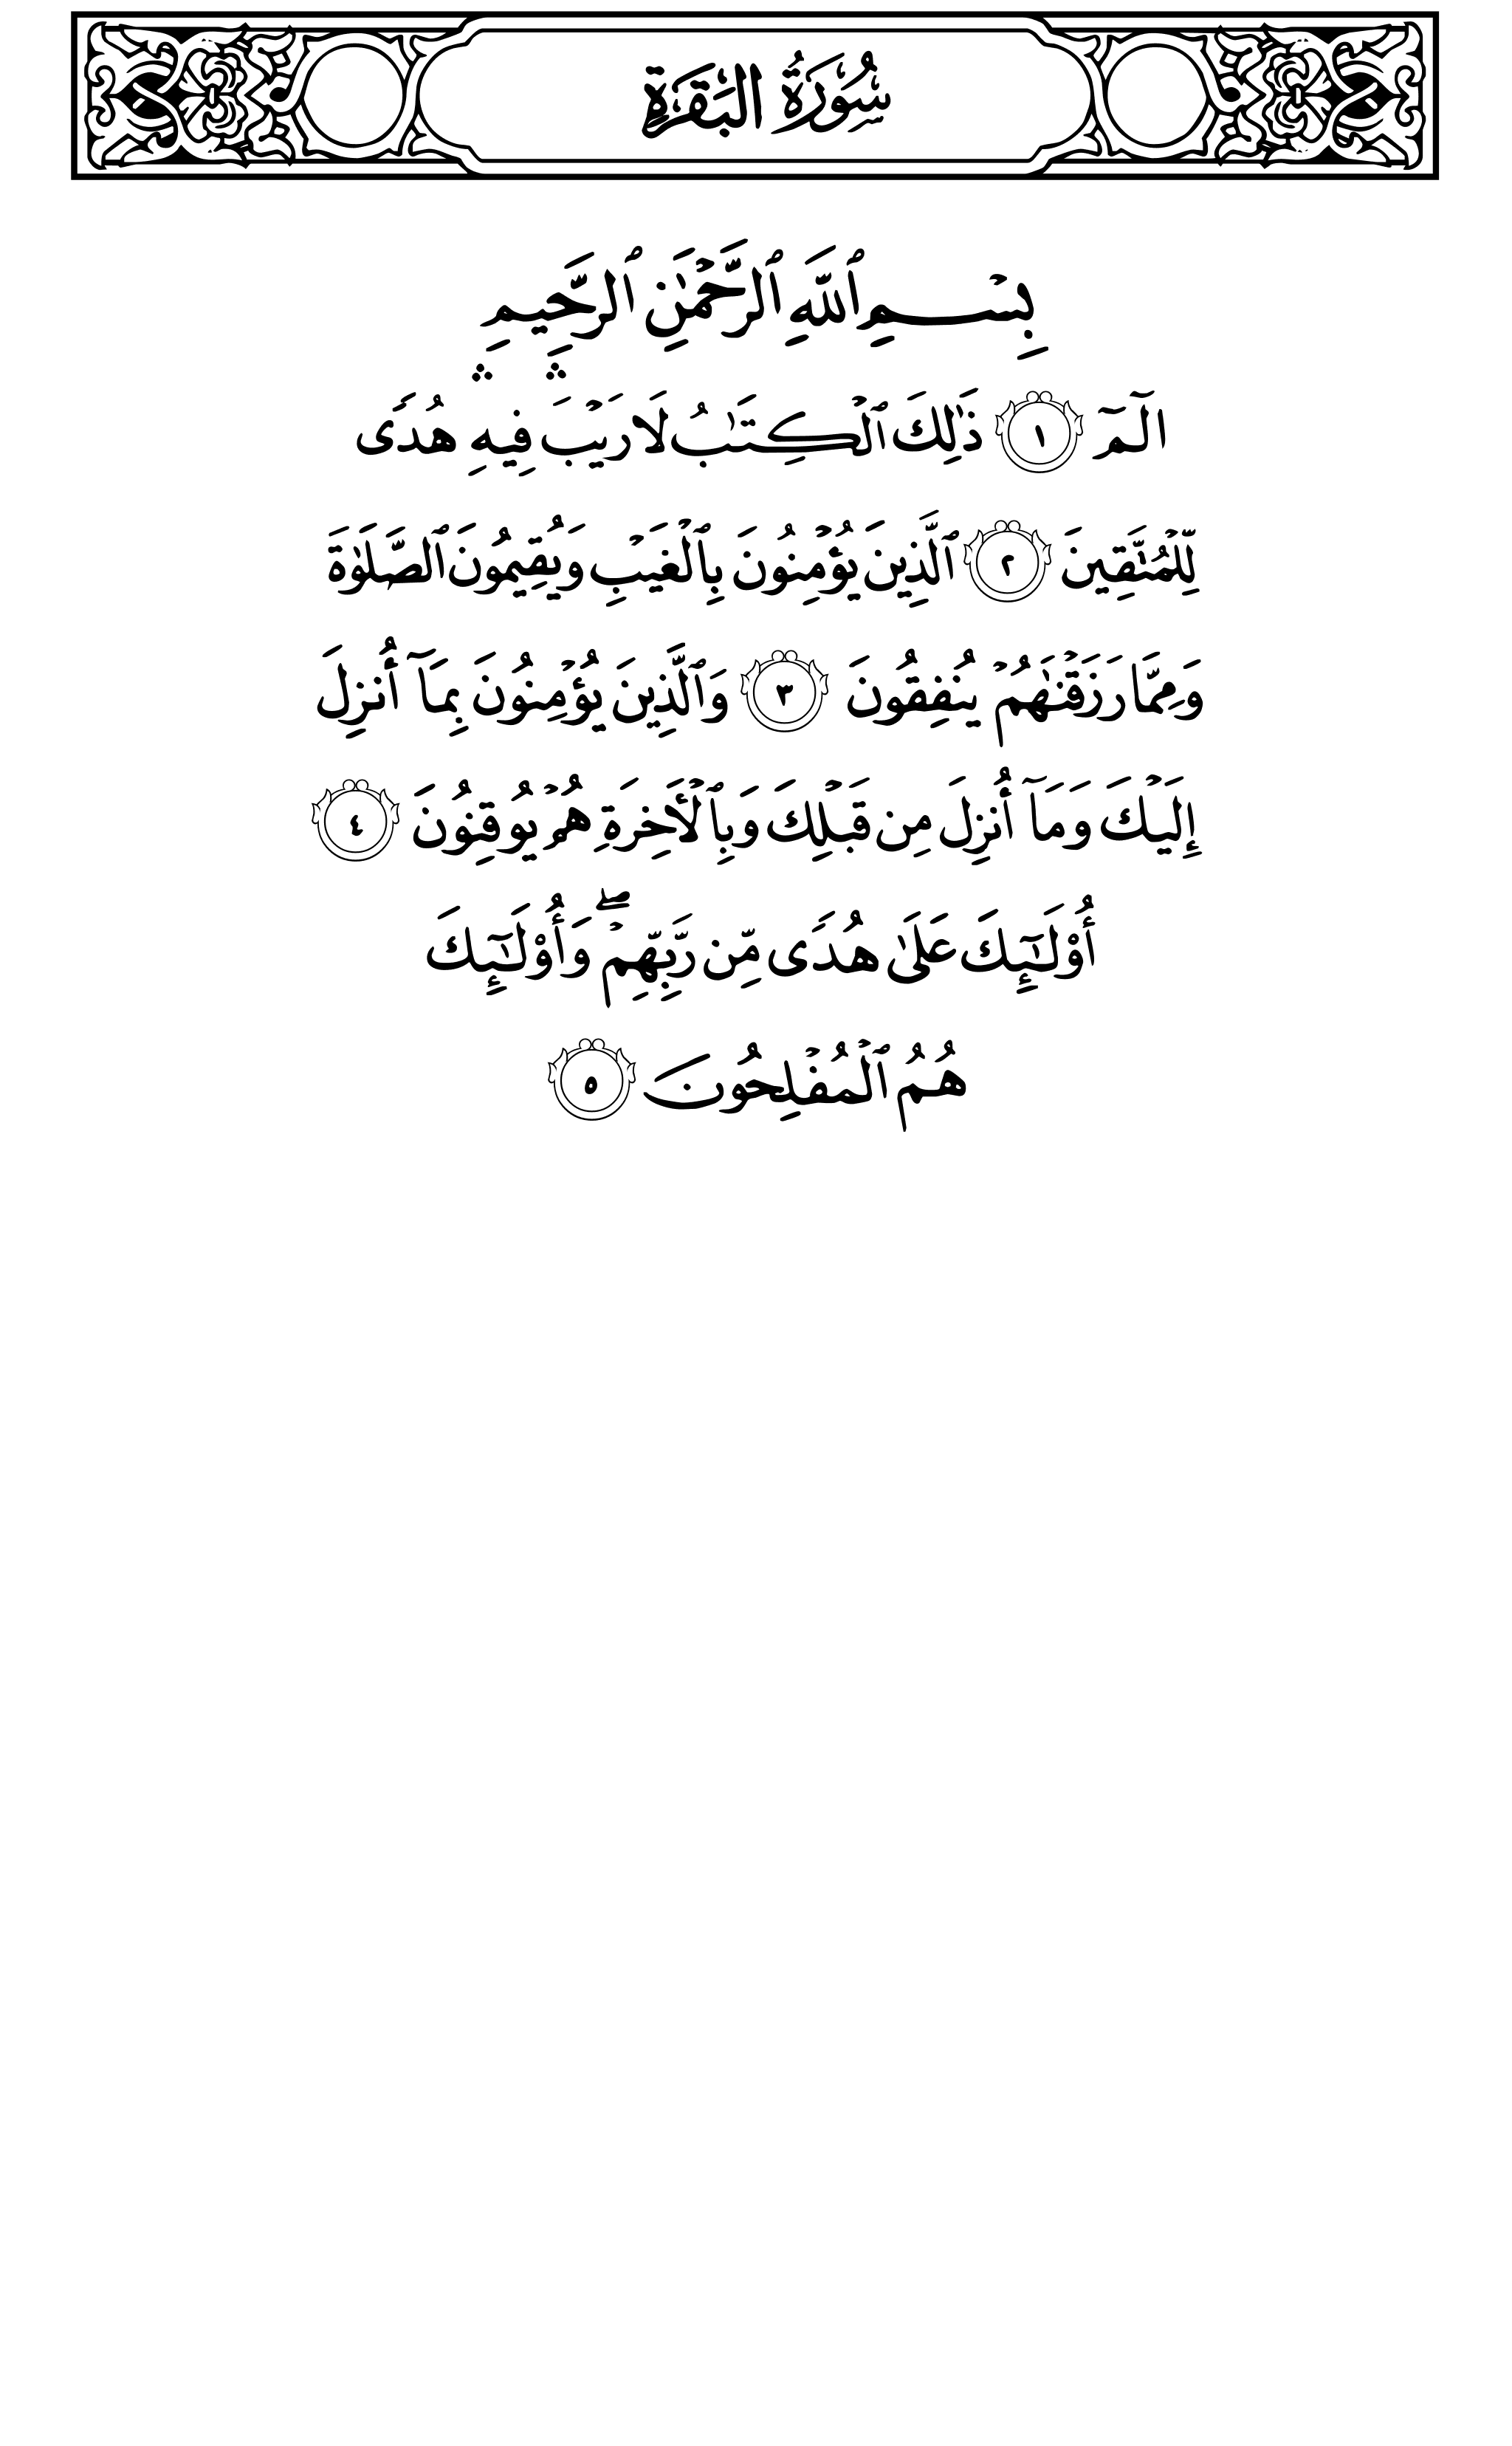 سُورَةُ البَقَرَةِ
بِسْمِ ٱللَّهِ ٱلرَّحْمَٰنِ ٱلرَّحِيمِ
الٓمٓ ١ ذَٰلِكَ ٱلْكِتَٰبُ لَا رَيْبَ ۛ فِيهِ ۛ هُدًى
لِّلْمُتَّقِينَ ٢ ٱلَّذِينَ يُؤْمِنُونَ بِٱلْغَيْبِ وَيُقِيمُونَ ٱلصَّلَوٰةَ
وَمِمَّا رَزَقْنَٰهُمْ يُنفِقُونَ ٣ وَٱلَّذِينَ يُؤْمِنُونَ بِمَآ أُنزِلَ
إِلَيْكَ وَمَآ أُنزِلَ مِن قَبْلِكَ وَبِٱلْأَخِرَةِ هُمْ يُوقِنُونَ ٤
أُو۟لَٰٓئِكَ عَلَىٰ هُدًى مِّن رَّبِّهِمْ ۖ وَأُو۟لَٰٓئِكَ
هُمُ ٱلْمُفْلِحُونَ ٥